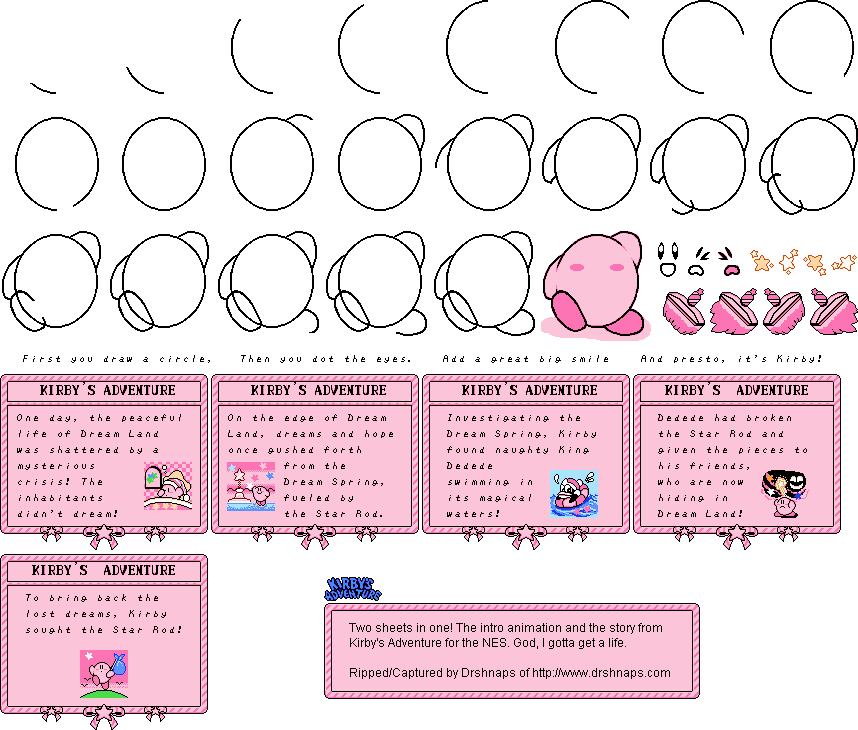 First you draw a circle, Then you dot the eyes. Add a great big smile And presto, it's Kirby!
KIRBY'S ADVENTURE
One day, the peaceful
life of Dream Land
was shattered by a
mysterious
crisis! The
inhabitants
didn't dream!
KIRBY'S ADVENTURE
On the edge of Dream
Land, dreams and hope
once gushed forth
from the
Dream Spring,
fueled by
the Star Rod.
KIRBY'S ADVENTURE
Investigating the
Dream Spring, Kirby
found naughty King
Dedede
swimming in
its magical
waters!
KIRBY'S ADVENTURE
Dedede had broken
the Star Rod and
given the pieces to
his friends,
who are now
hiding in
Dream Land!
KIRBY'S ADVENTURE
To bring back the
lost dreams, Kirby
sought the Star Rod!
KIRBY'S
ADVENTURE
Two sheets in one! The intro animation and the story from
Kirby's Adventure for the NES. God, I gotta get a life.
Ripped/Captured by Drshnaps of http://www.drshnaps.com